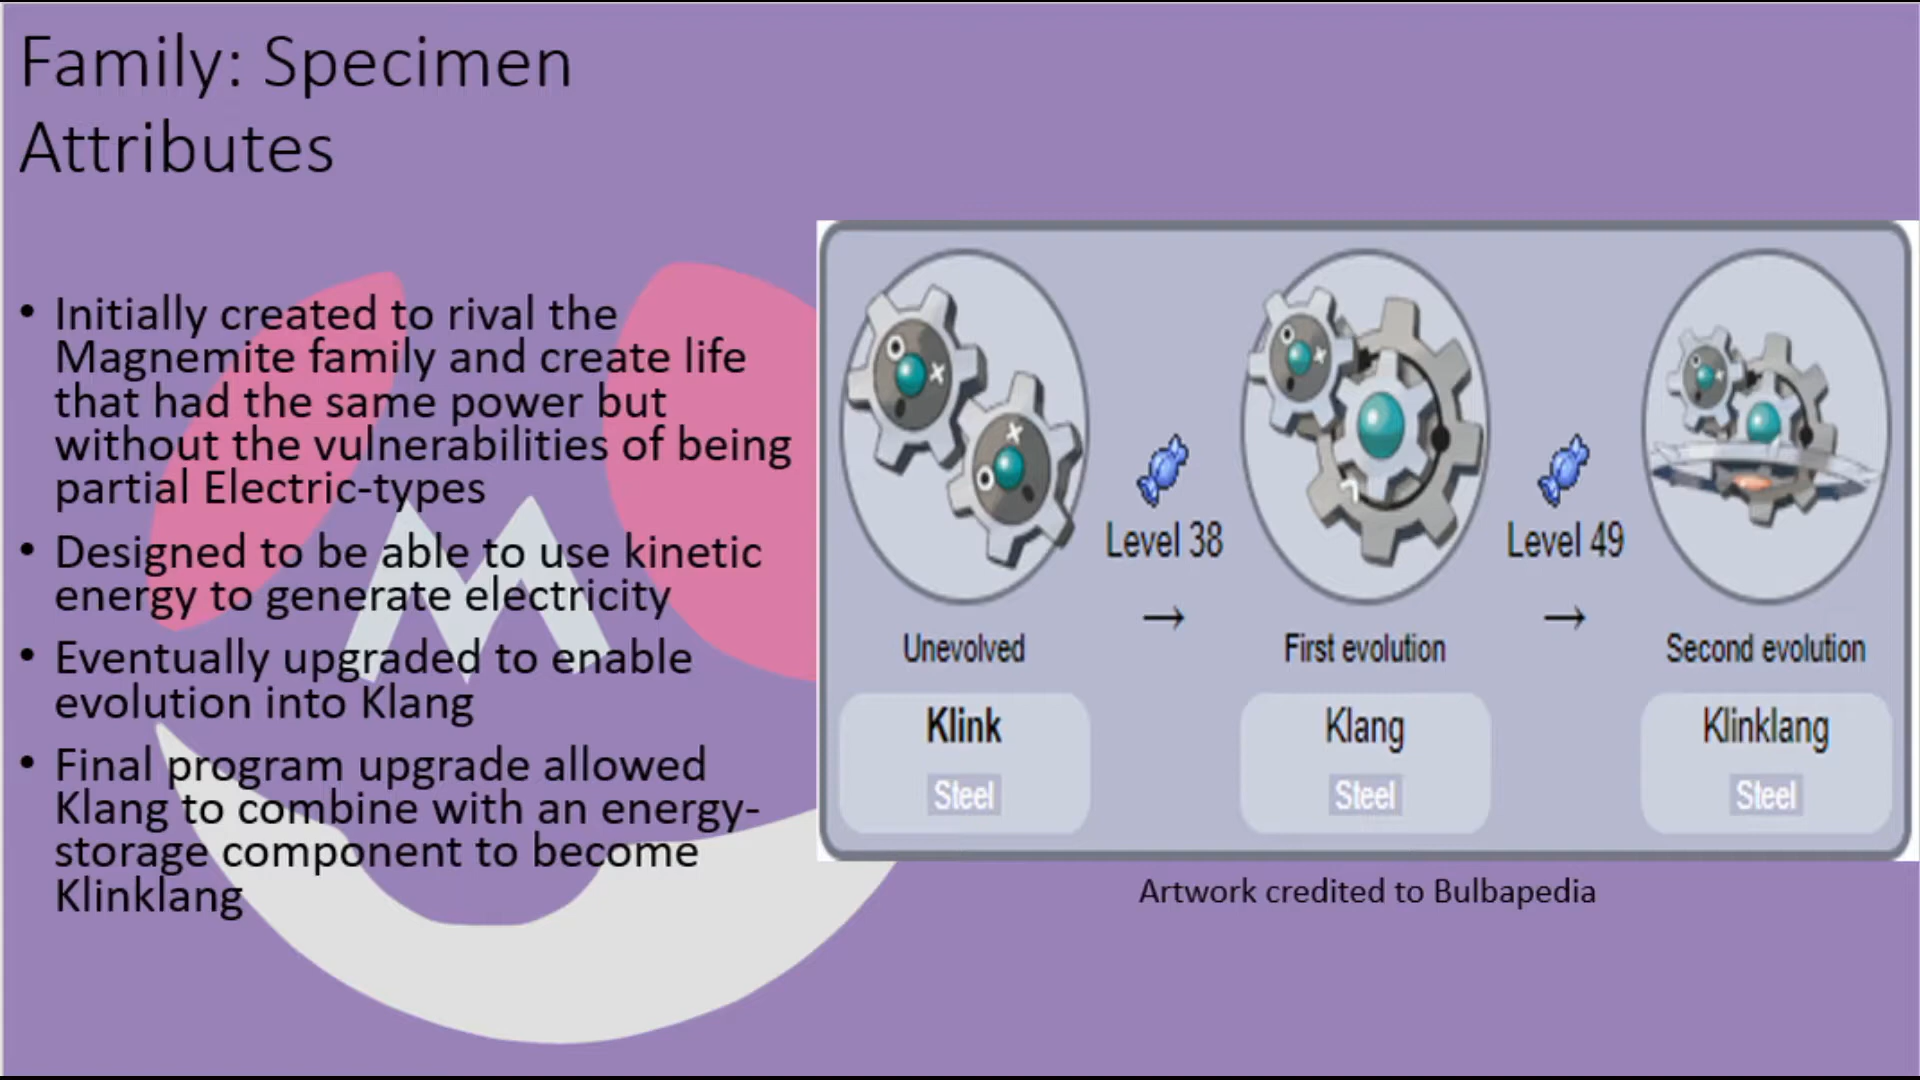 Family: Specimen
Attributes
• Initially created to rival the
Magnemite family and create life
that had the same power but
without the vulnerabilities of being
partial Electric-types
• Designed to be able to use kinetic
energy to generate electricity
• Eventually upgraded to enable
evolution into Klang
• Final program upgrade allowed
Klang to combine with an energy-
storage component to become
Klinklang
Level 38
→
Level 49
→
Unevolved
First evolution
Second evolution
Klink
Klang
Klinklang
Steel
Steel
Steel
Artwork credited to Bulbapedia
M